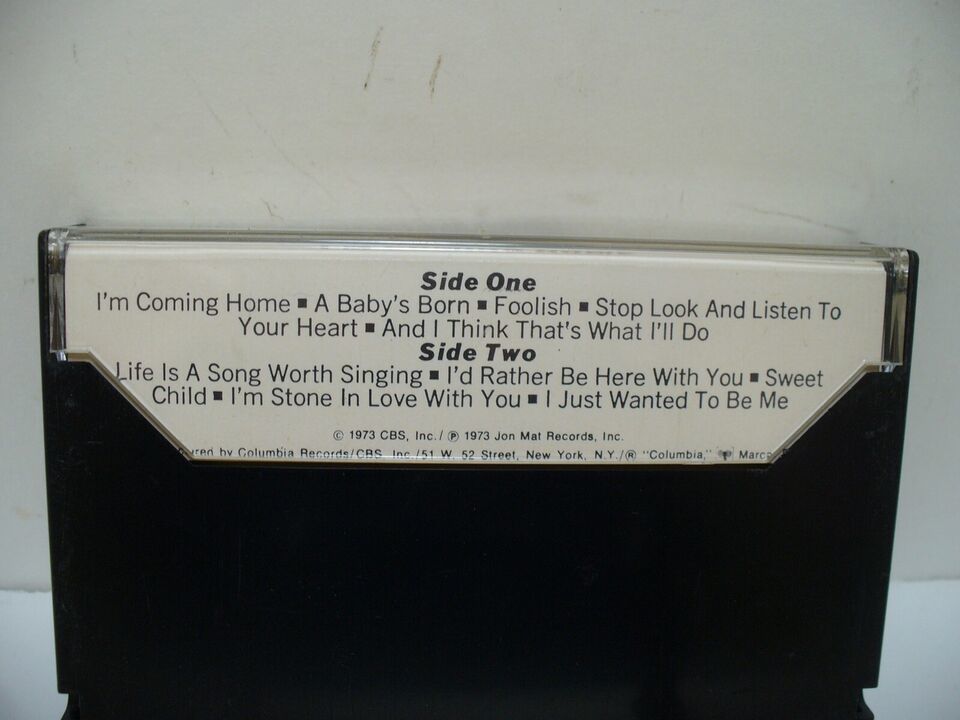 Side One
I'm Coming Home ■ A Baby's Born ■ Foolish ■ Stop Look And Listen To
Your Heart ■ And I Think That's What I'll Do
Side Two
Life Is A Song Worth Singing ■ I'd Rather Be Here With You ■ Sweet
Child ■ I'm Stone In Love With You ■ I Just Wanted To Be Me
© 1973 CBS, Inc./ ℗ 1973 Jon Mat Records, Inc.
by Columbia Records/CBS, Inc./51 W. 52 Street, New York, N.Y./® "Columbia,"